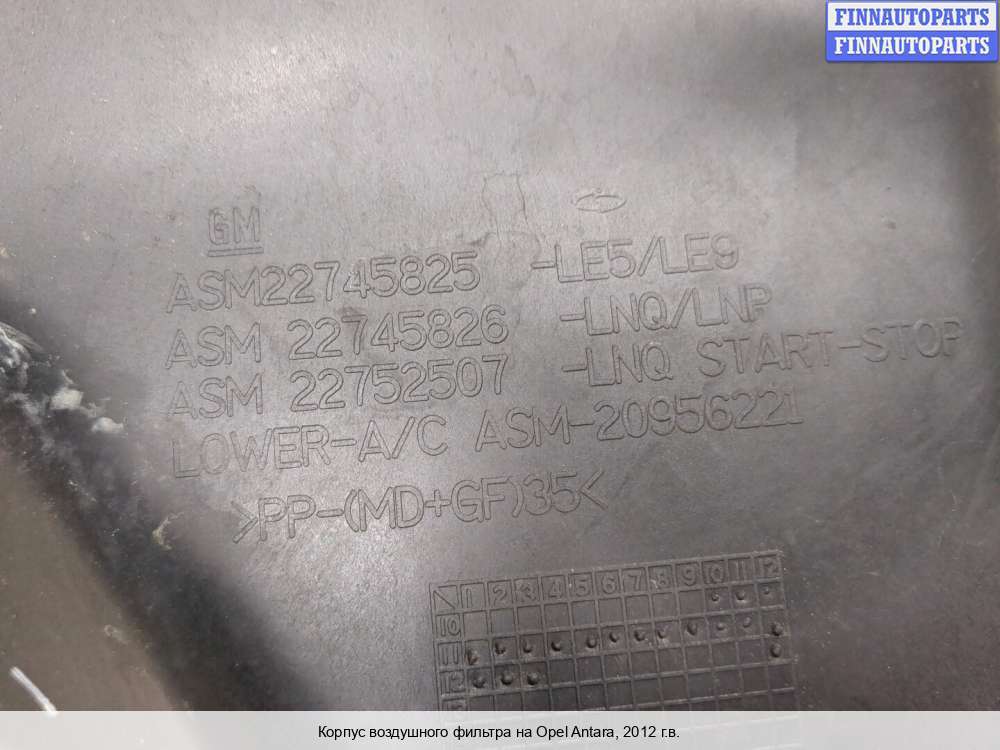 FINNAUTOPARTS
FINNAUTOPARTS
GM
ASM22745825 -LE5/LE9
ASM 22745826 -LNQ/LNP
ASM 22752507 -LNQ START-STOP
LOWER-A/C ASM-20956221
>PP-(MD+GF)35<
1 2 3 4 5 6 7 8 9 10 11 12
10
11
12
Корпус воздушного фильтра на Opel Antara, 2012 г.в.